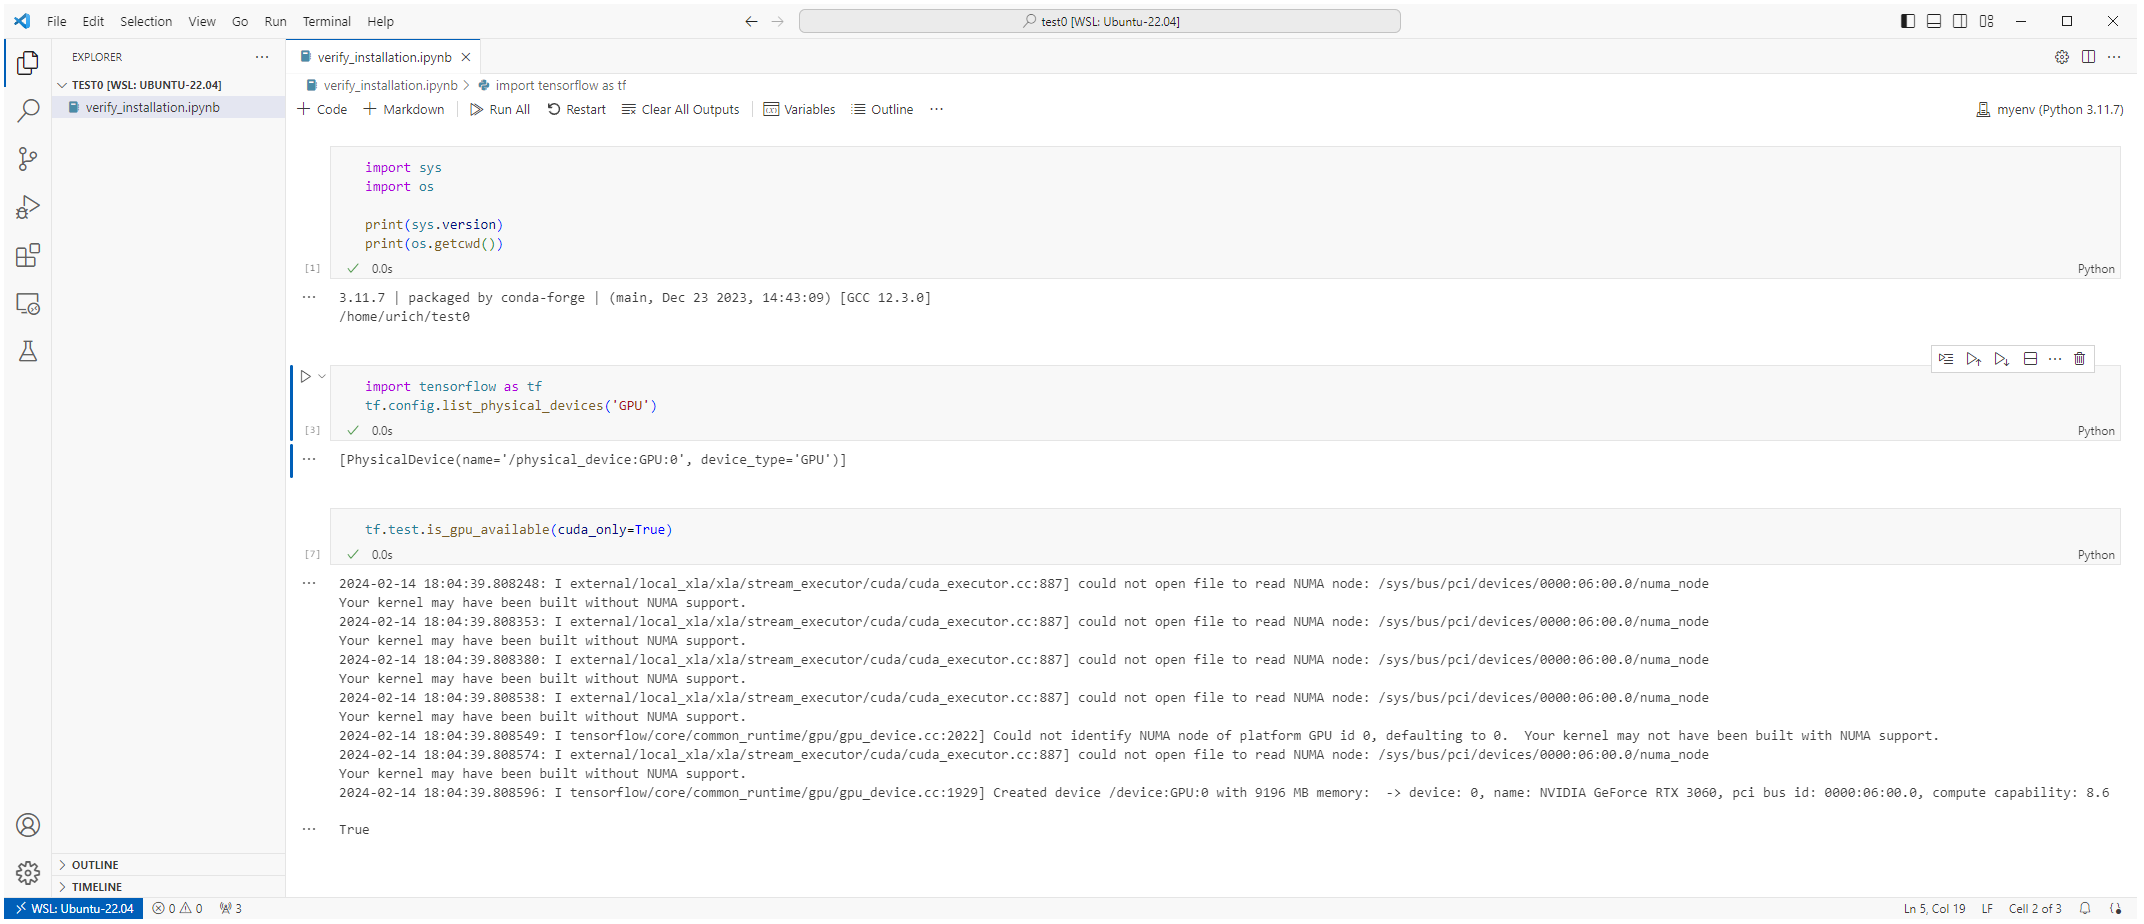 File Edit Selection View Go Run Terminal Help
test0 [WSL: Ubuntu-22.04]
EXPLORER
TEST0 [WSL: UBUNTU-22.04]
verify_installation.ipynb
verify_installation.ipynb
verify_installation.ipynb > import tensorflow as tf
Code Markdown Run All Restart Clear All Outputs Variables Outline
myenv (Python 3.11.7)
import sys
import os
print(sys.version)
print(os.getcwd())
[1] 0.0s Python
3.11.7 | packaged by conda-forge | (main, Dec 23 2023, 14:43:09) [GCC 12.3.0]
/home/urich/test0
import tensorflow as tf
tf.config.list_physical_devices('GPU')
[3] 0.0s Python
[PhysicalDevice(name='/physical_device:GPU:0', device_type='GPU')]
tf.test.is_gpu_available(cuda_only=True)
[7] 0.0s Python
2024-02-14 18:04:39.808248: I external/local_xla/xla/stream_executor/cuda/cuda_executor.cc:887] could not open file to read NUMA node: /sys/bus/pci/devices/0000:06:00.0/numa_node
Your kernel may have been built without NUMA support.
2024-02-14 18:04:39.808353: I external/local_xla/xla/stream_executor/cuda/cuda_executor.cc:887] could not open file to read NUMA node: /sys/bus/pci/devices/0000:06:00.0/numa_node
Your kernel may have been built without NUMA support.
2024-02-14 18:04:39.808380: I external/local_xla/xla/stream_executor/cuda/cuda_executor.cc:887] could not open file to read NUMA node: /sys/bus/pci/devices/0000:06:00.0/numa_node
Your kernel may have been built without NUMA support.
2024-02-14 18:04:39.808538: I external/local_xla/xla/stream_executor/cuda/cuda_executor.cc:887] could not open file to read NUMA node: /sys/bus/pci/devices/0000:06:00.0/numa_node
Your kernel may have been built without NUMA support.
2024-02-14 18:04:39.808549: I tensorflow/core/common_runtime/gpu/gpu_device.cc:2022] Could not identify NUMA node of platform GPU id 0, defaulting to 0.  Your kernel may not have been built with NUMA support.
2024-02-14 18:04:39.808574: I external/local_xla/xla/stream_executor/cuda/cuda_executor.cc:887] could not open file to read NUMA node: /sys/bus/pci/devices/0000:06:00.0/numa_node
Your kernel may have been built without NUMA support.
2024-02-14 18:04:39.808596: I tensorflow/core/common_runtime/gpu/gpu_device.cc:1929] Created device /device:GPU:0 with 9196 MB memory:  -> device: 0, name: NVIDIA GeForce RTX 3060, pci bus id: 0000:06:00.0, compute capability: 8.6
True
OUTLINE
TIMELINE
WSL: Ubuntu-22.04 0 0 3
Ln 5, Col 19 LF Cell 2 of 3